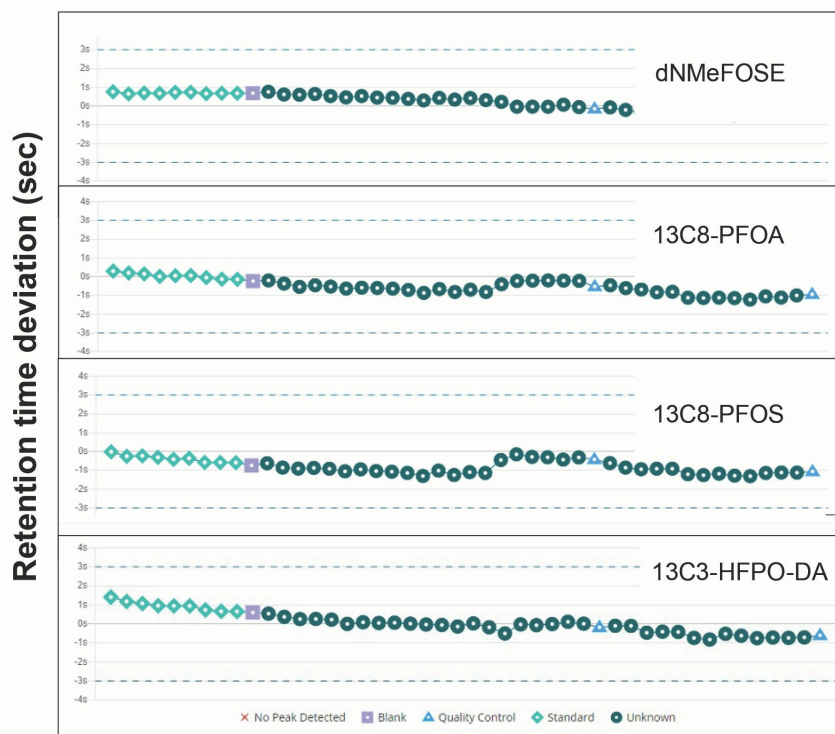 Retention time deviation (sec)
3s
2s
1s
0s
-1s
-2s
-3s
-4s
dNMeFOSE
4s
3s
2s
1s
0s
-1s
-2s
-3s
-4s
13C8-PFOA
4s
3s
2s
1s
0s
-1s
-2s
-3s
13C8-PFOS
4s
3s
2s
1s
0s
-1s
-2s
-3s
-4s
13C3-HFPO-DA
No Peak Detected Blank Quality Control Standard Unknown